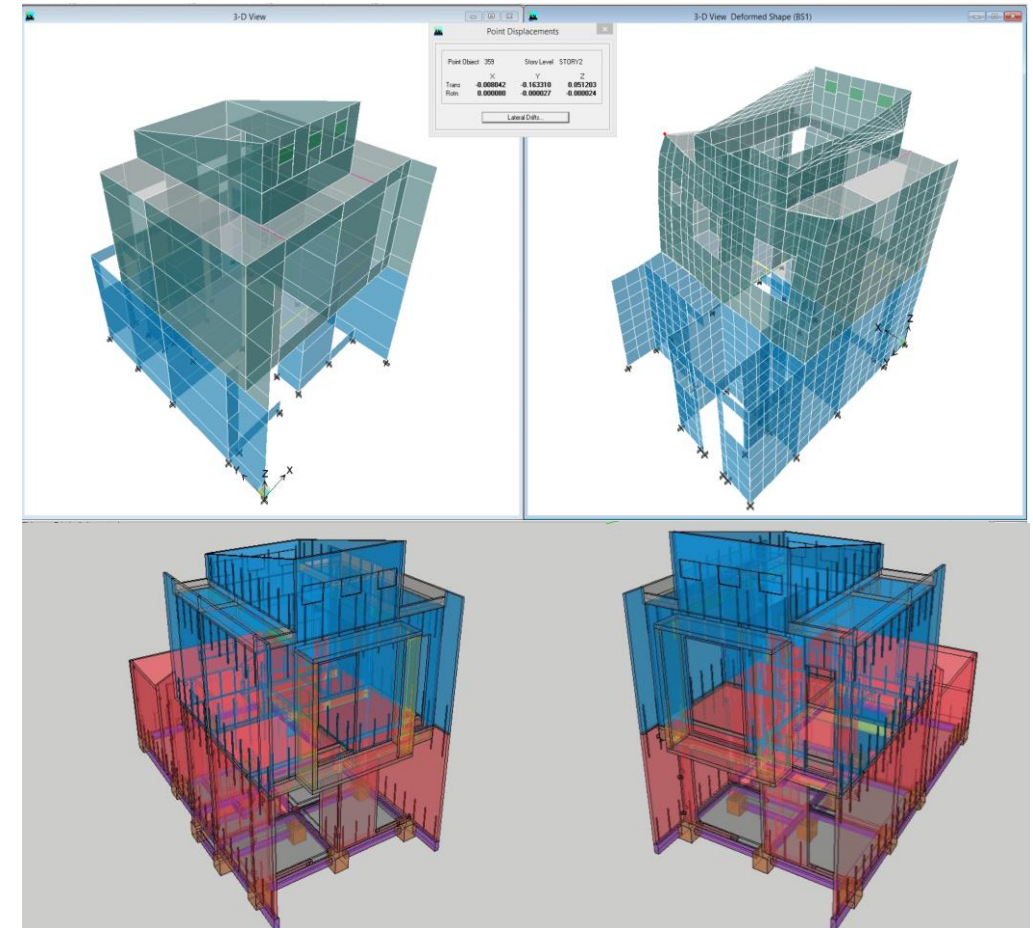 3-D View
3-D View Deformed Shape (BS1)
Point Displacements
Point Object 359 Story Level STORY2
X Y Z
Trans -0.008042 -0.163310 0.051203
Rotn 0.000080 -0.000027 -0.000024
Lateral Drifts...
Y Z X
X Z